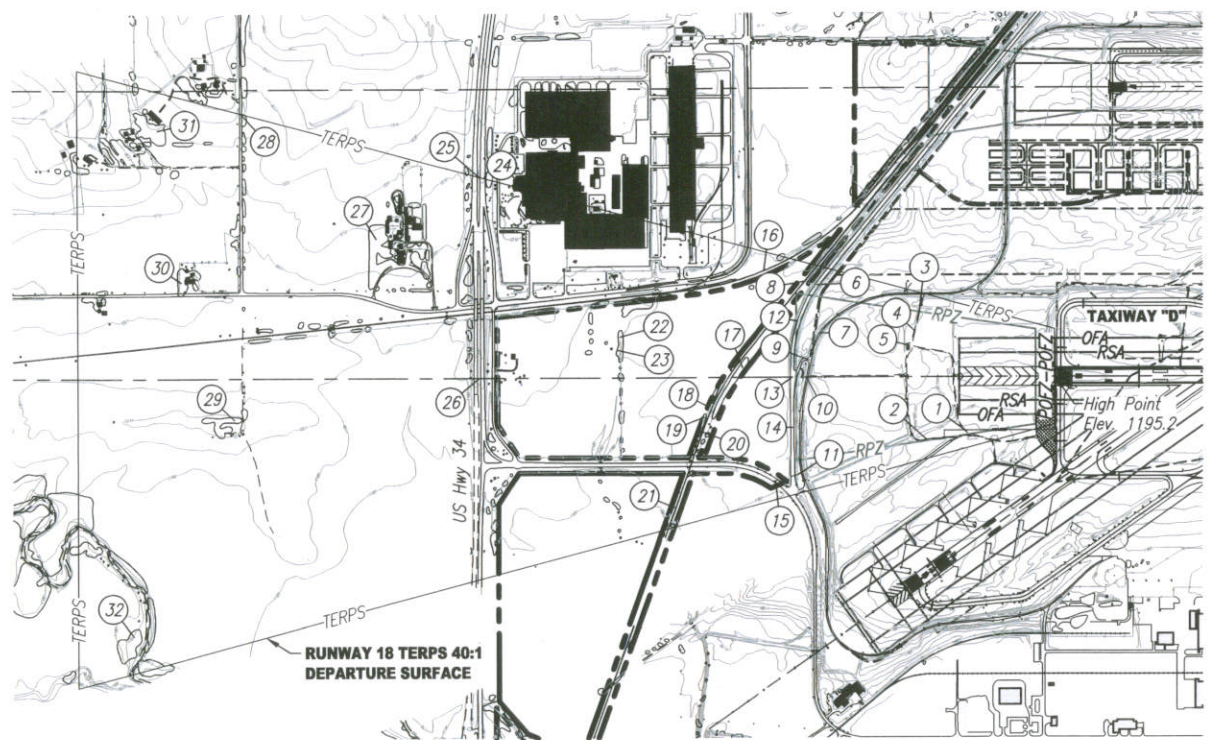 31
28
25
24
TERPS
27
TERPS
30
16
3
6
8
4
RPZ
TERPS
TAXIWAY "D"
22
12
7
5
OFA
RSA
23
17
9
POFZ-POFZ
26
18
13
10
RSA
High Point
29
19
14
2
1
OFA
Elev. 1195.2
20
11
RPZ
US Hwy 34
TERPS
21
15
TERPS
TERPS
32
RUNWAY 18 TERPS 40:1
DEPARTURE SURFACE